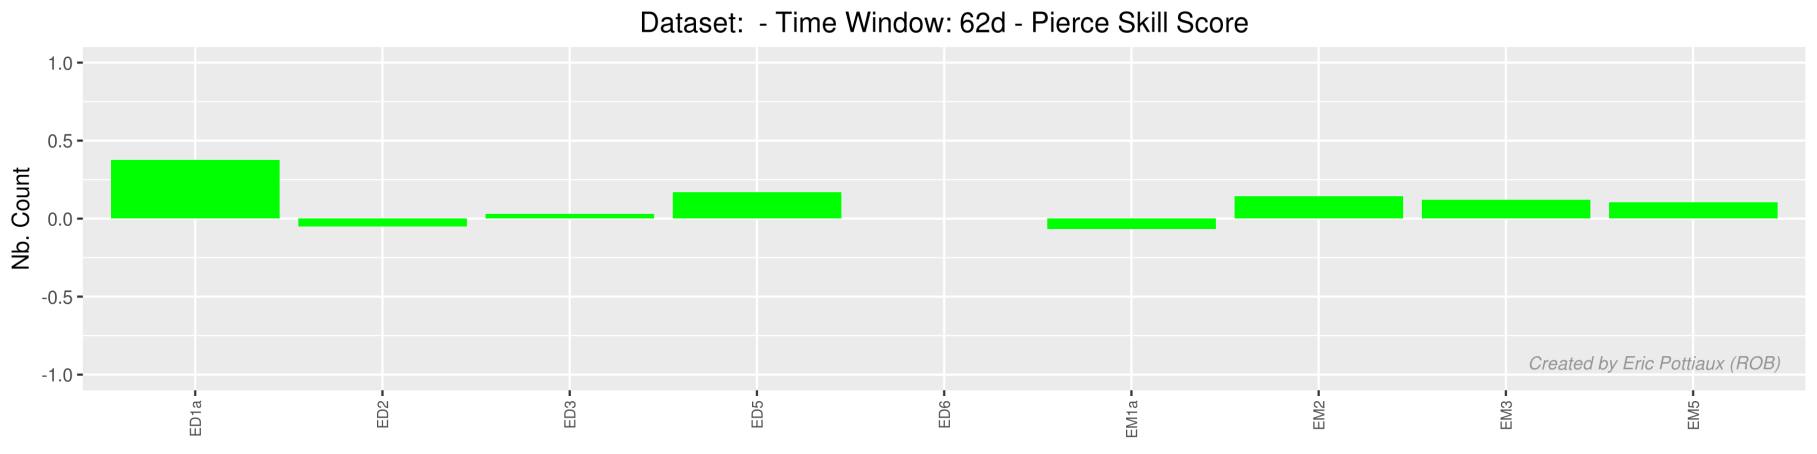 Dataset:  - Time Window: 62d - Pierce Skill Score
Nb. Count
1.0
0.5
0.0
-0.5
-1.0
Created by Eric Pottiaux (ROB)
ED1a
ED2
ED3
ED5
ED6
EM1a
EM2
EM3
EM5